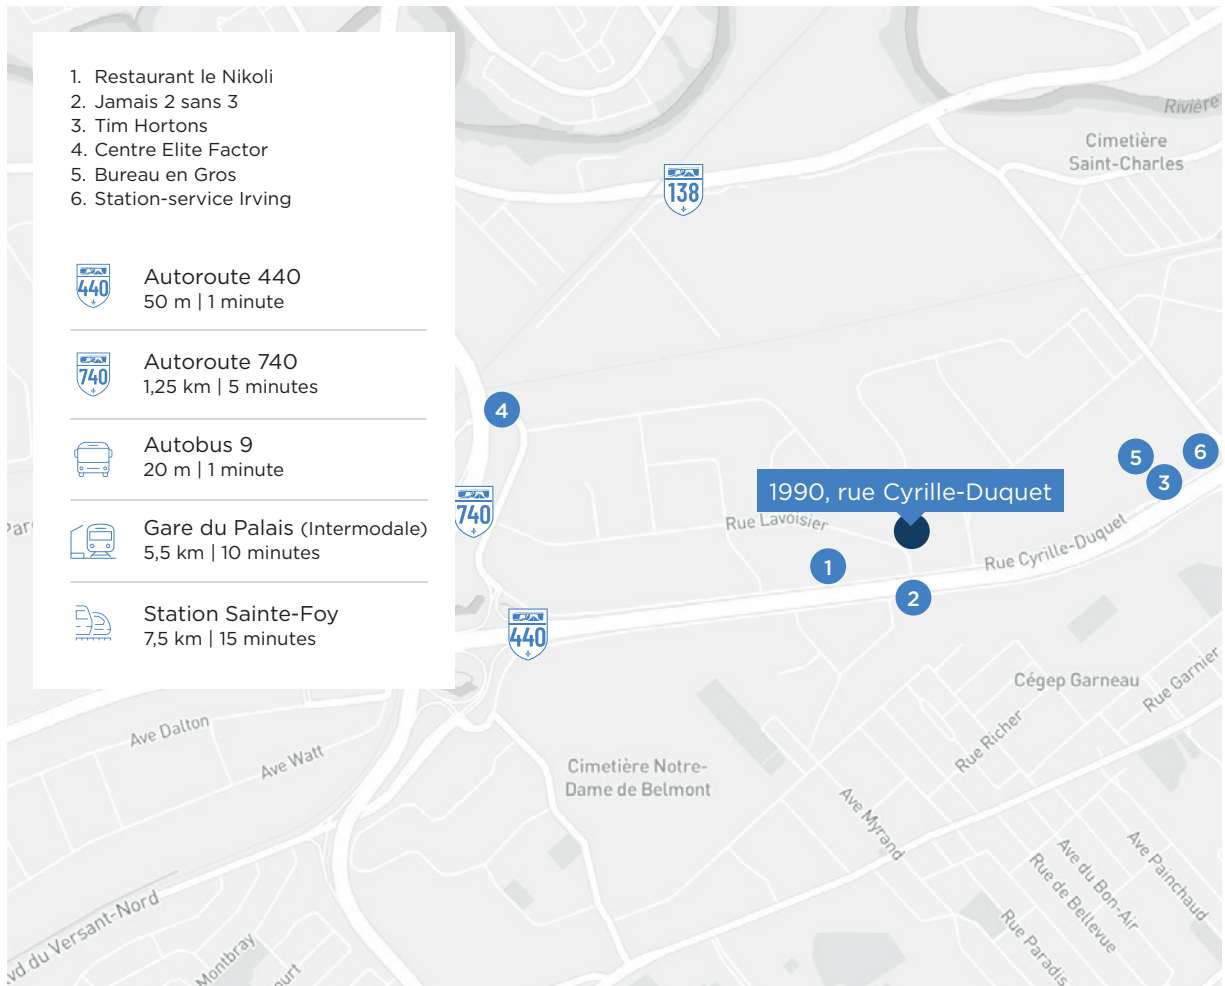 1. Restaurant le Nikoli
2. Jamais 2 sans 3
3. Tim Hortons
4. Centre Elite Factor
5. Bureau en Gros
6. Station-service Irving
440
Autoroute 440
50 m | 1 minute
740
Autoroute 740
1,25 km | 5 minutes
Autobus 9
20 m | 1 minute
Gare du Palais (Intermodale)
5,5 km | 10 minutes
Station Sainte-Foy
7,5 km | 15 minutes
Rivière
Cimetière
Saint-Charles
138
4
5
6
3
1990, rue Cyrille-Duquet
740
Par
Rue Lavoisier
Rue Cyrille-Duquet
1
2
440
Cégep Garneau
Rue Garnier
Rue Richer
Ave Dalton
Ave Watt
Cimetière Notre-
Dame de Belmont
Ave Myrand
Ave du Bon-Air
Ave Painchaud
Rue de Bellevue
Rue Paradis
vd du Versant-Nord
Montbray
court